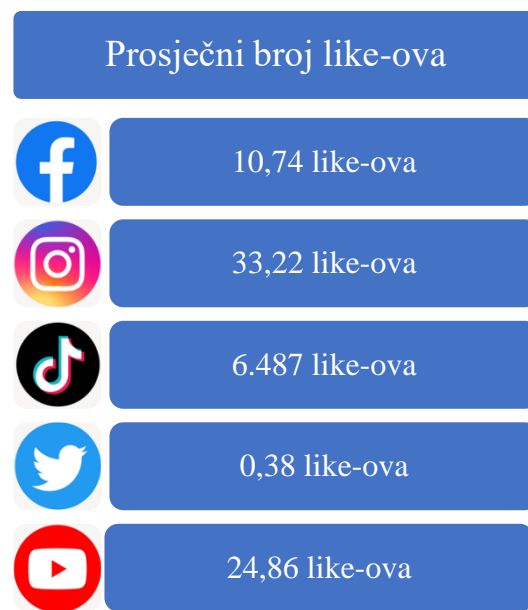 Prosječni broj like-ova
10,74 like-ova
33,22 like-ova
6.487 like-ova
0,38 like-ova
24,86 like-ova